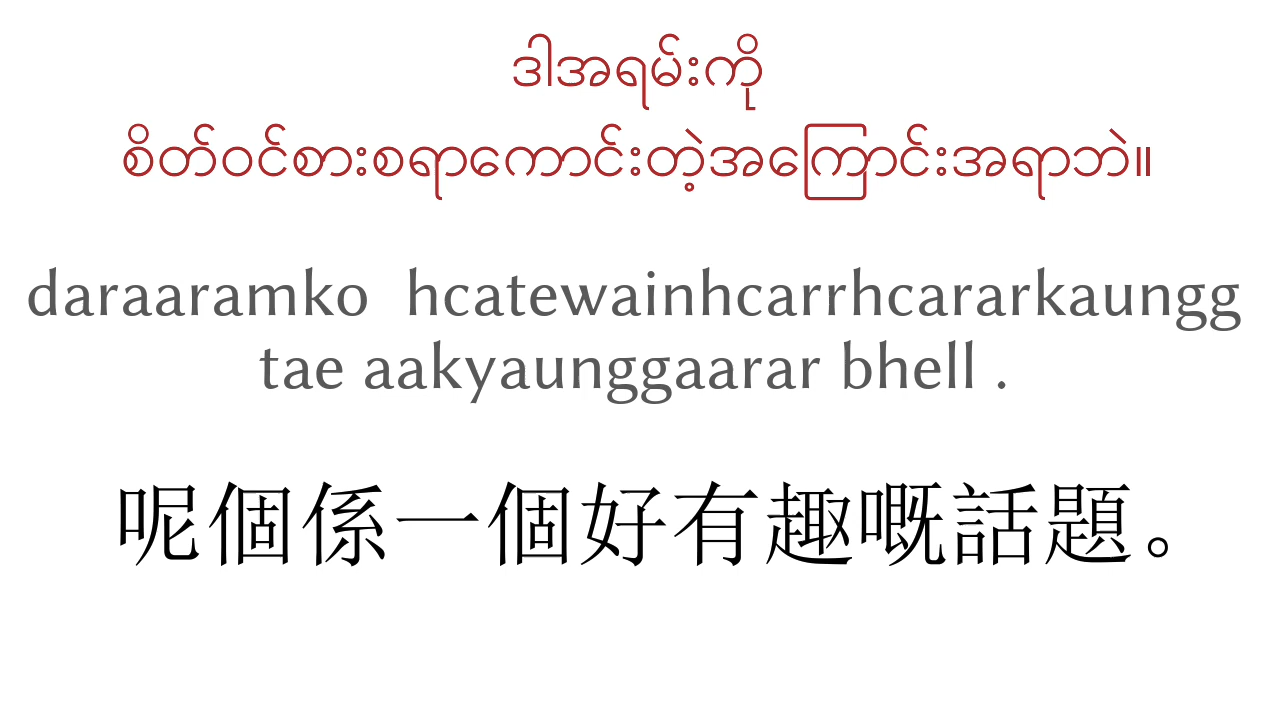 ဒါအရမ်းကို
စိတ်ဝင်စားစရာကောင်းတဲ့အကြောင်းအရာဘဲ။
daraaramko hcatewainhcarrhcararkaungg
tae aakyaunggaarar bhell .
呢個係一個好有趣嘅話題。